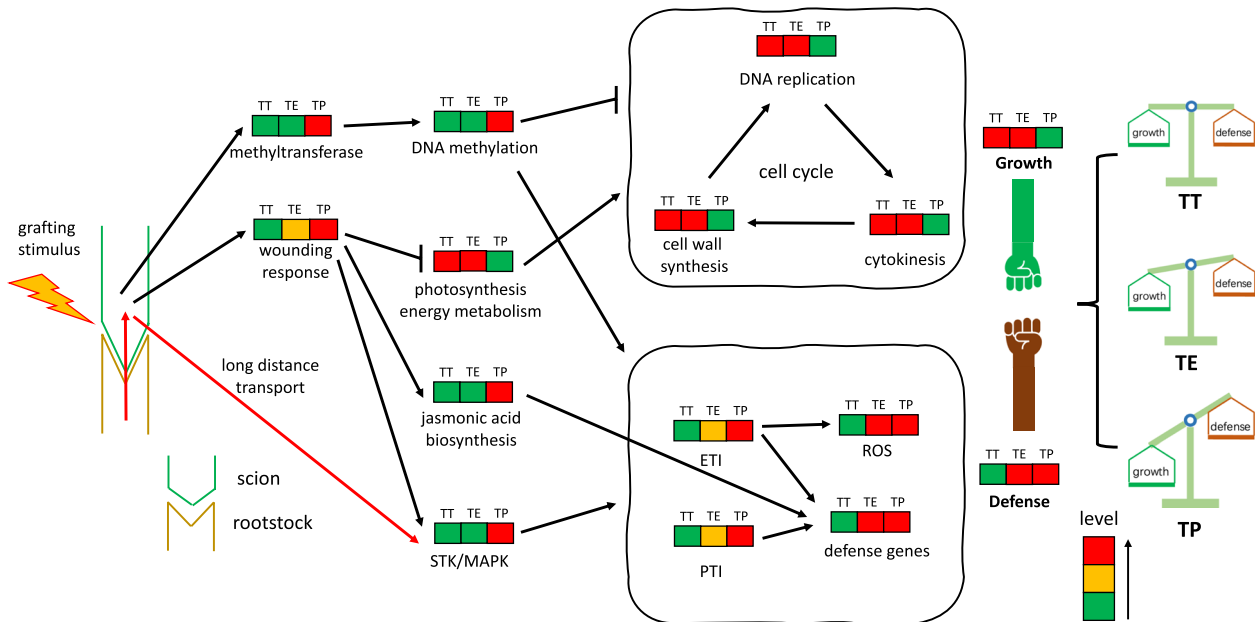 TT TE TP
DNA replication
TT TE TP
methyltransferase
TT TE TP
DNA methylation
TT TE TP
Growth
growth
defense
TT
cell cycle
grafting
stimulus
TT TE TP
wounding
response
TT TE TP
photosynthesis
energy metabolism
TT TE TP
cell wall
synthesis
TT TE TP
cytokinesis
growth
defense
TE
long distance
transport
TT TE TP
jasmonic acid
biosynthesis
TT TE TP
ETI
TT TE TP
ROS
TT TE TP
Defense
growth
defense
TP
scion
rootstock
TT TE TP
STK/MAPK
TT TE TP
PTI
TT TE TP
defense genes
level